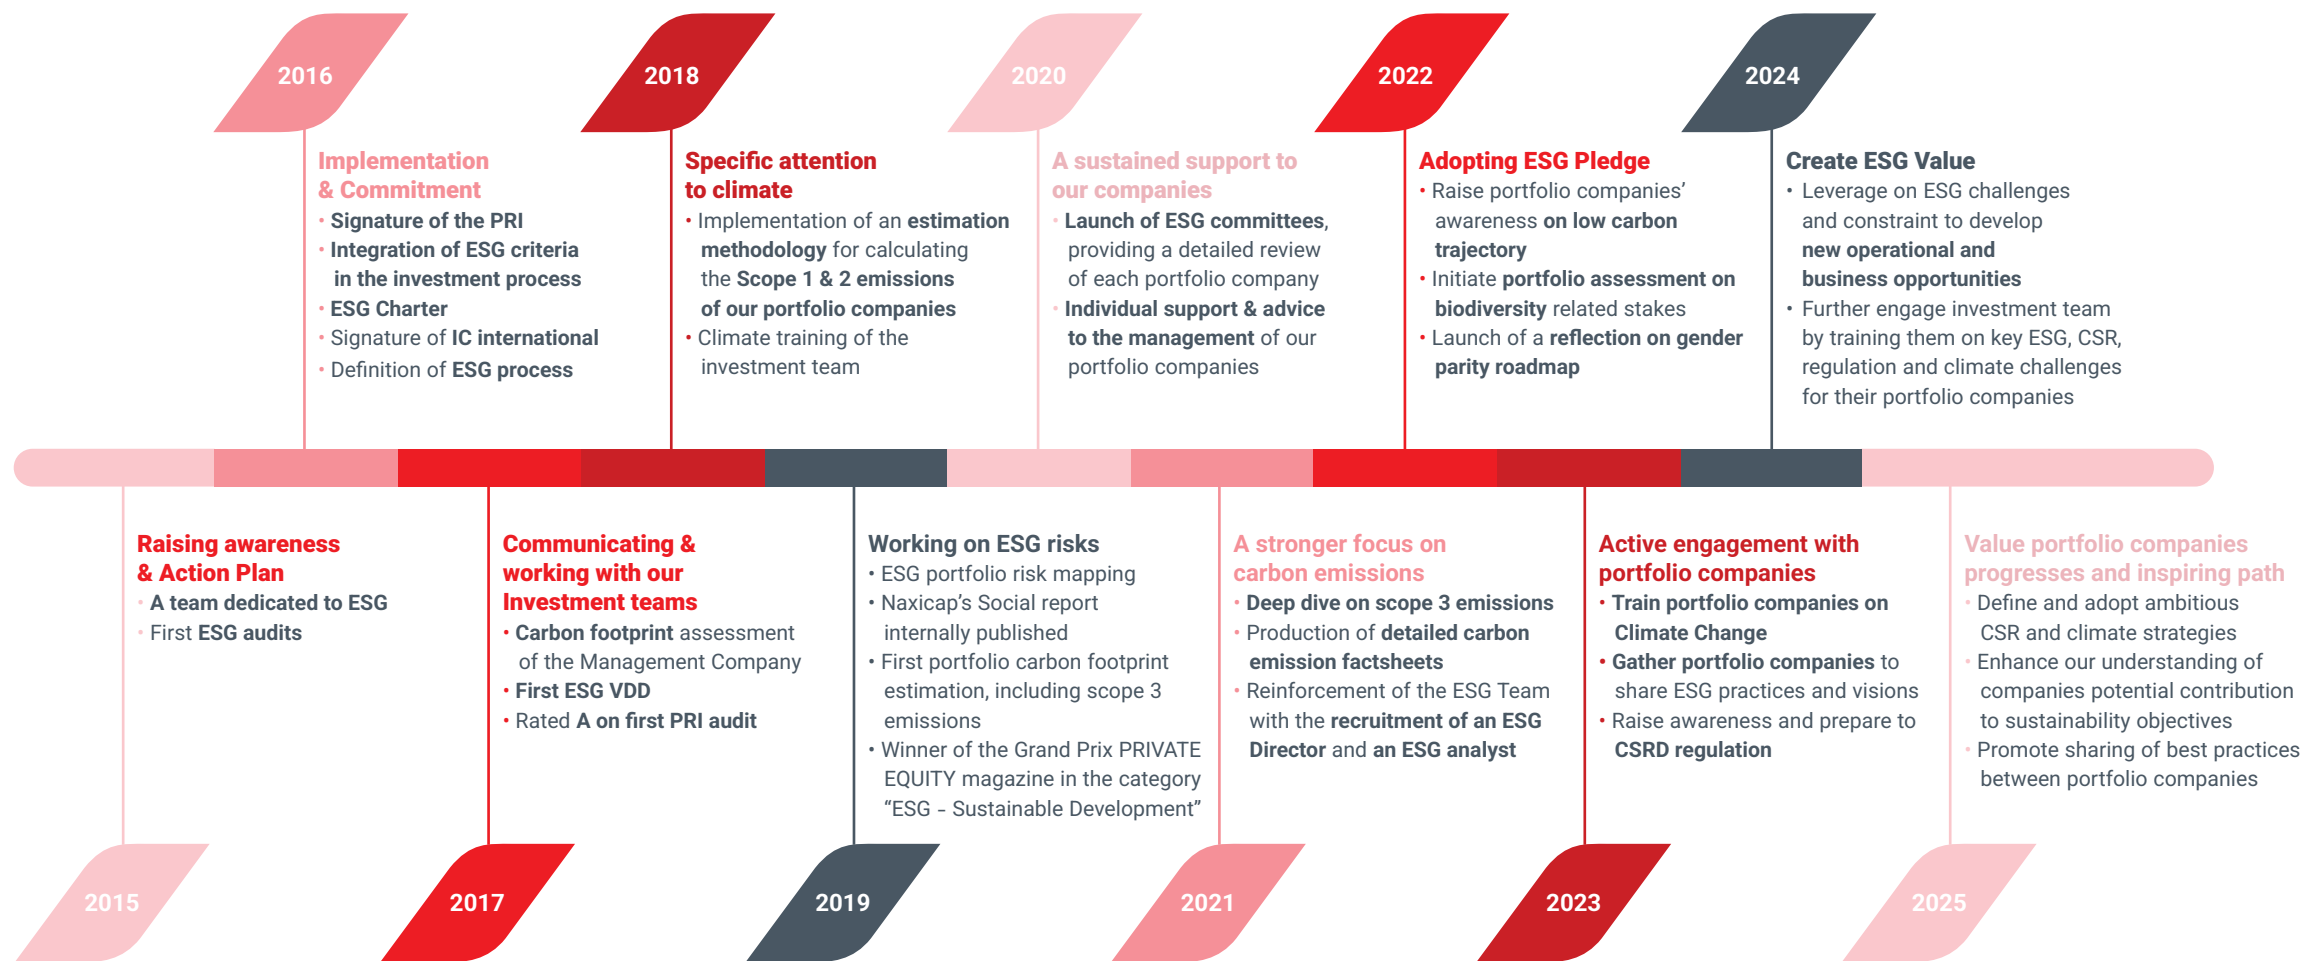 2016
Implementation
& Commitment
• Signature of the PRI
• Integration of ESG criteria
in the investment process
• ESG Charter
• Signature of IC international
• Definition of ESG process
2018
Specific attention
to climate
• Implementation of an estimation
methodology for calculating
the Scope 1 & 2 emissions
of our portfolio companies
• Climate training of the
investment team
2020
A sustained support to
our companies
• Launch of ESG committees,
providing a detailed review
of each portfolio company
• Individual support & advice
to the management of our
portfolio companies
2022
Adopting ESG Pledge
• Raise portfolio companies’
awareness on low carbon
trajectory
• Initiate portfolio assessment on
biodiversity related stakes
• Launch of a reflection on gender
parity roadmap
2024
Create ESG Value
• Leverage on ESG challenges
and constraint to develop
new operational and
business opportunities
• Further engage investment team
by training them on key ESG, CSR,
regulation and climate challenges
for their portfolio companies
Raising awareness
& Action Plan
• A team dedicated to ESG
• First ESG audits
2015
Communicating &
working with our
Investment teams
• Carbon footprint assessment
of the Management Company
• First ESG VDD
• Rated A on first PRI audit
2017
Working on ESG risks
• ESG portfolio risk mapping
• Naxicap’s Social report
internally published
• First portfolio carbon footprint
estimation, including scope 3
emissions
• Winner of the Grand Prix PRIVATE
EQUITY magazine in the category
“ESG – Sustainable Development”
2019
A stronger focus on
carbon emissions
• Deep dive on scope 3 emissions
• Production of detailed carbon
emission factsheets
• Reinforcement of the ESG Team
with the recruitment of an ESG
Director and an ESG analyst
2021
Active engagement with
portfolio companies
• Train portfolio companies on
Climate Change
• Gather portfolio companies to
share ESG practices and visions
• Raise awareness and prepare to
CSRD regulation
2023
Value portfolio companies
progresses and inspiring path
• Define and adopt ambitious
CSR and climate strategies
• Enhance our understanding of
companies potential contribution
to sustainability objectives
• Promote sharing of best practices
between portfolio companies
2025